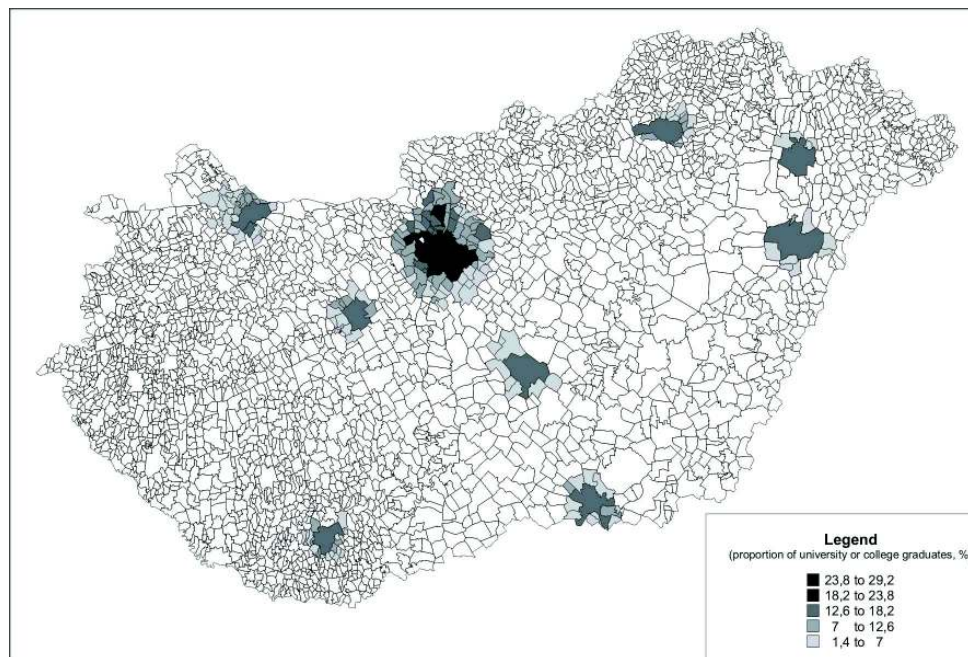 Legend
(proportion of university or college graduates, %
23,8 to 29,2
18,2 to 23,8
12,6 to 18,2
7 to 12,6
1,4 to 7